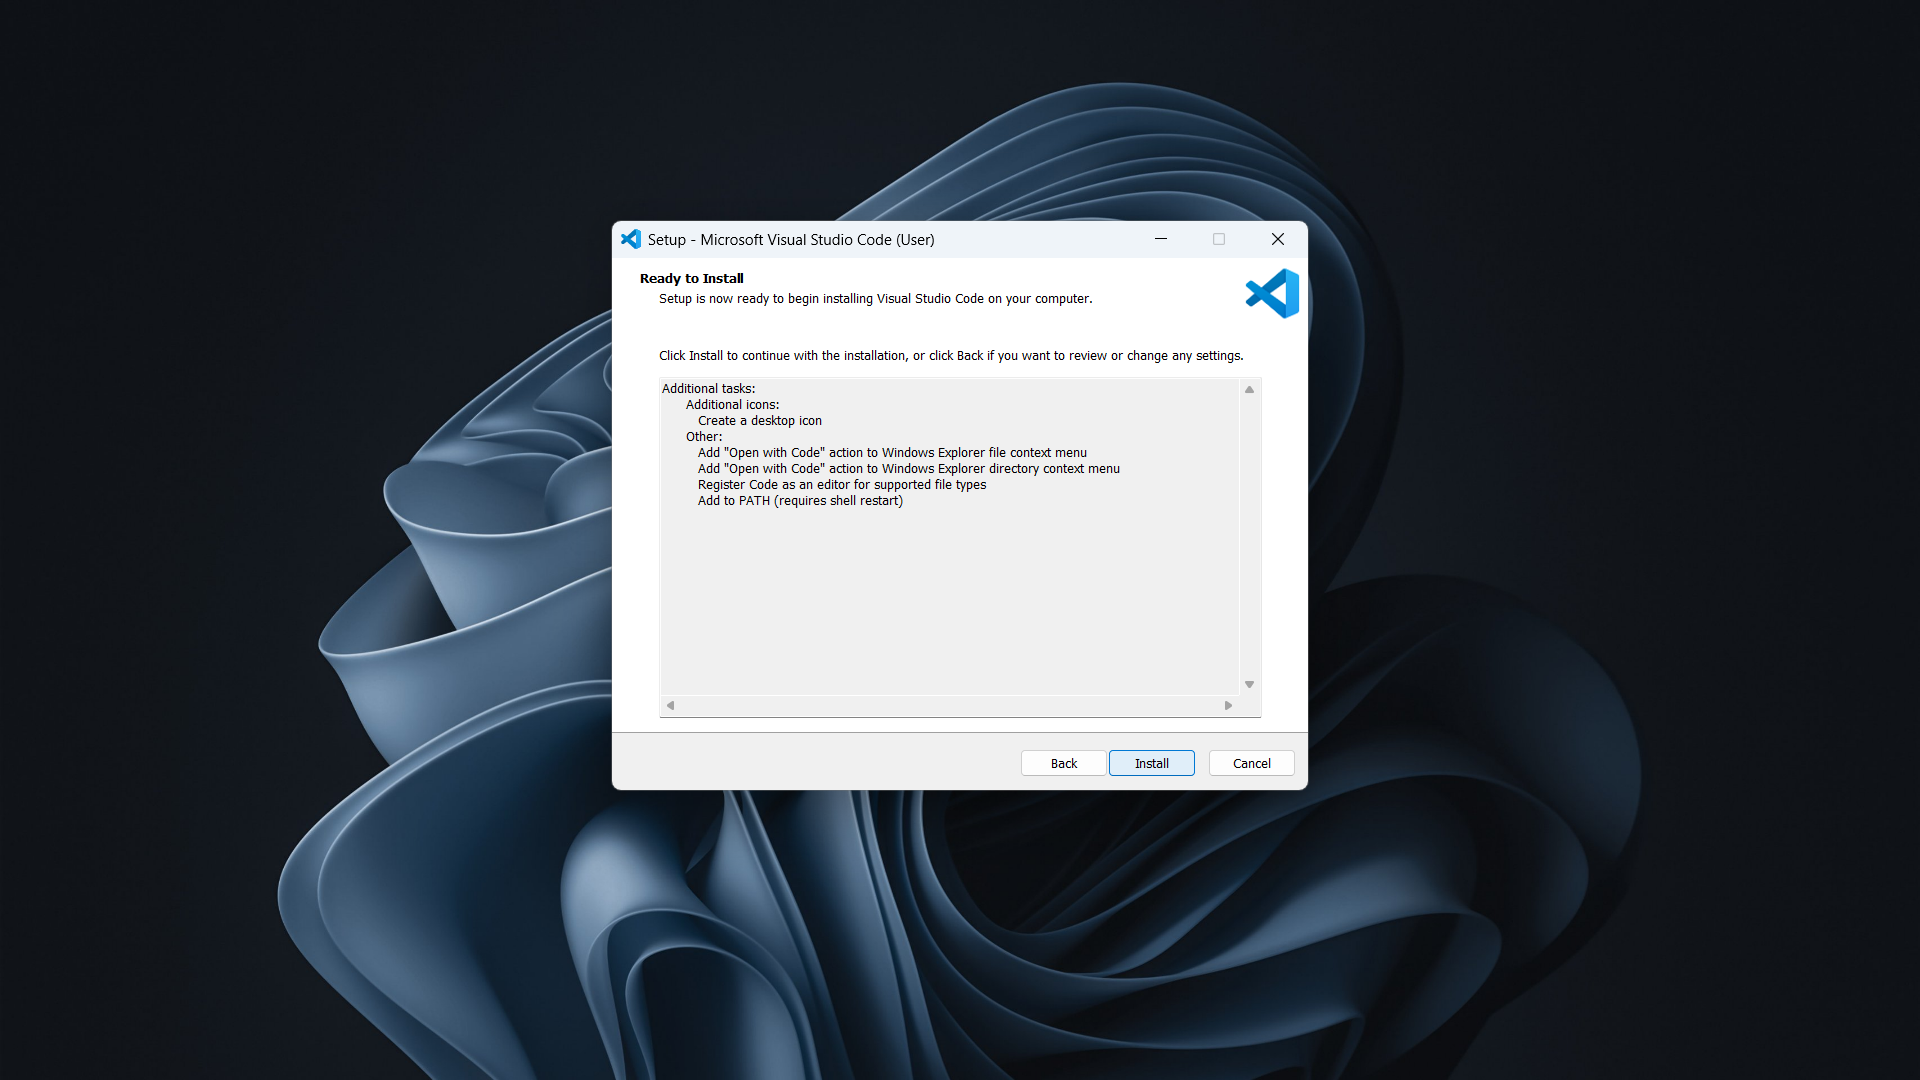 Setup - Microsoft Visual Studio Code (User)
Ready to Install
Setup is now ready to begin installing Visual Studio Code on your computer.
Click Install to continue with the installation, or click Back if you want to review or change any settings.
Additional tasks:
Additional icons:
Create a desktop icon
Other:
Add "Open with Code" action to Windows Explorer file context menu
Add "Open with Code" action to Windows Explorer directory context menu
Register Code as an editor for supported file types
Add to PATH (requires shell restart)
Back Install Cancel